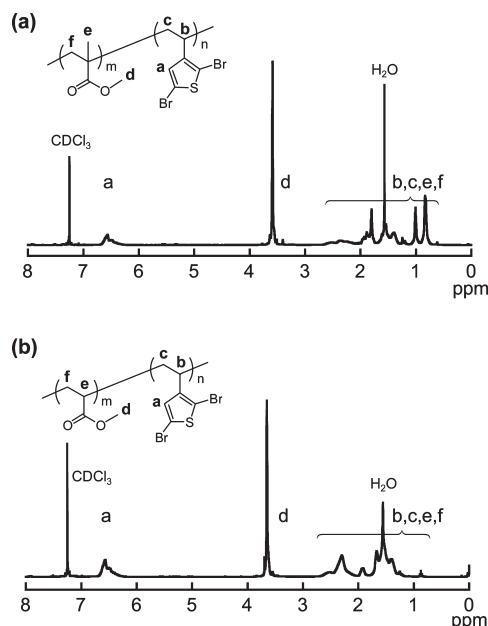 (a)
f e m d
c b n
a S Br Br
O O
CDCl3
a
d
H2O
b,c,e,f
8 7 6 5 4 3 2 1 0
ppm
(b)
f e m d
c b n
a S Br Br
O O
CDCl3
a
d
H2O
b,c,e,f
8 7 6 5 4 3 2 1 0
ppm